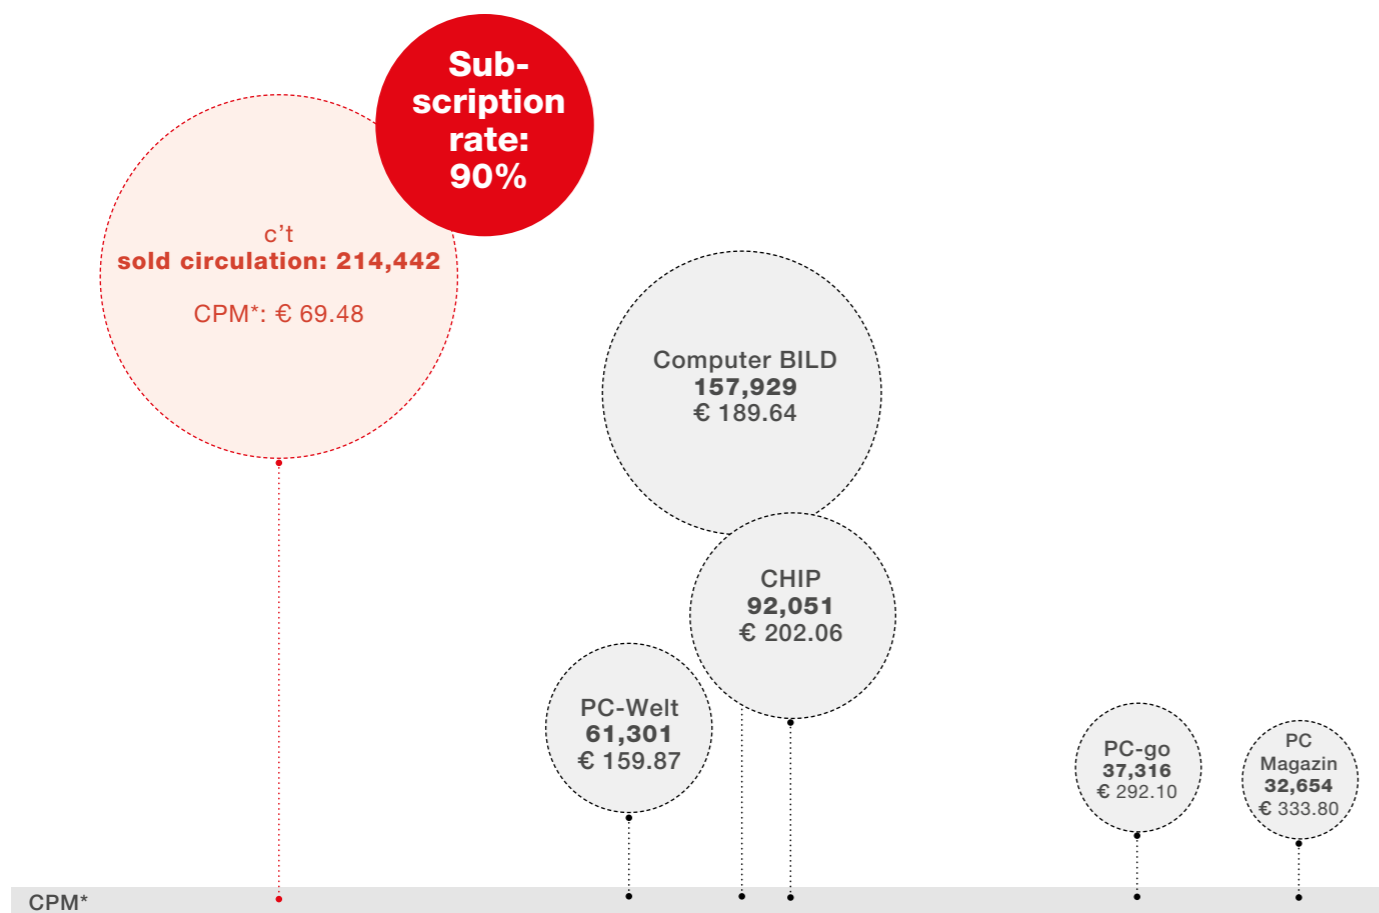 Sub-
scription
rate:
90%
c’t
sold circulation: 214,442
CPM*: € 69.48
Computer BILD
157,929
€ 189.64
CHIP
92,051
€ 202.06
PC-Welt
61,301
€ 159.87
PC-go
37,316
€ 292.10
PC
Magazin
32,654
€ 333.80
CPM*